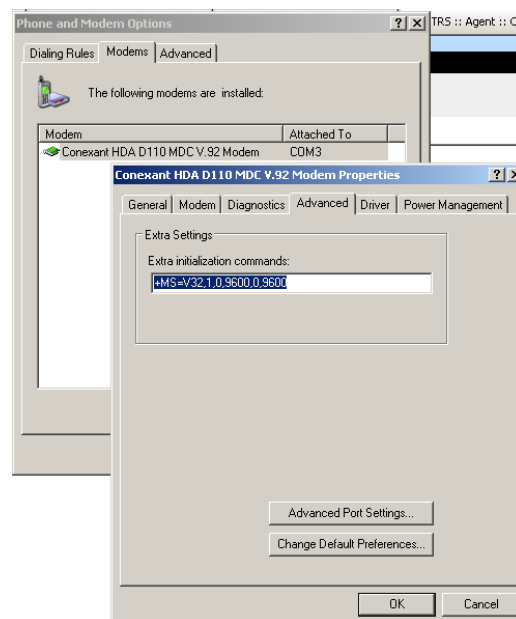 Phone and Modem Options
TRS :: Agent :: C
Dialing Rules Modems Advanced
The following modems are installed:
Modem Attached To
Conexant HDA D110 MDC V.92 Modem COM3
Conexant HDA D110 MDC V.92 Modem Properties
General Modem Diagnostics Advanced Driver Power Management
Extra Settings
Extra initialization commands:
+MS=V32,1,0,9600,0,9600
Advanced Port Settings...
Change Default Preferences...
OK Cancel